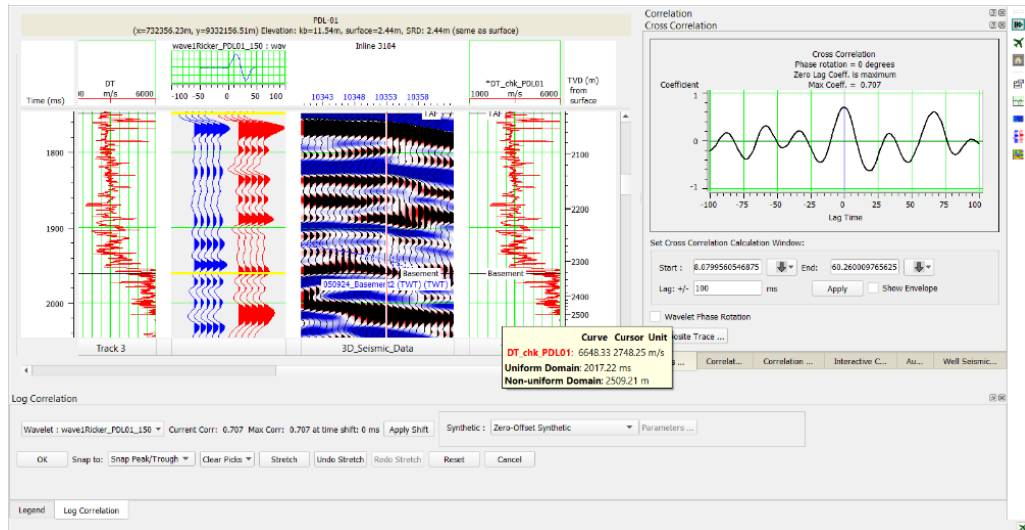 PDL-01
(x=732356.23m, y=9332156.51m) Elevation: kb=11.54m, surface=2.44m, SRD: 2.44m (same as surface)
wave1Ricker_PDL01_150 : wav
Inline 3184
DT
m/s 6000
-100 -50 0 50 100
10343 10348 10353 10358
*DT_chk_PDL01
1000 m/s 6000
TVD (m)
from
surface
Time (ms)
1800
1900
2000
2100
2200
2300
2400
2500
Basement
Basement
050924_Basement2 (TWT) (TWT)
Track 3
3D_Seismic_Data
Curve Cursor Unit
DT_chk_PDL01: 6648.33 2748.25 m/s
Uniform Domain: 2017.22 ms
Non-uniform Domain: 2509.21 m
Correlation
Cross Correlation
Cross Correlation
Phase rotation = 0 degrees
Zero Lag Coeff. is maximum
Max Coeff. = 0.707
Coefficient
1
0
-1
-100 -75 -50 -25 0 25 50 75 100
Lag Time
Set Cross Correlation Calculation Window:
Start : 8.0799560546875 End: 60.260009765625
Lag: +/- 100 ms Apply Show Envelope
Wavelet Phase Rotation
posite Trace ...
Correlat... Correlation ... Interactive C... Au... Well Seismic...
Log Correlation
Wavelet : wave1Ricker_PDL01_150 Current Corr: 0.707 Max Corr: 0.707 at time shift: 0 ms Apply Shift Synthetic : Zero-Offset Synthetic Parameters ...
OK Snap to: Snap Peak/Trough Clear Picks Stretch Undo Stretch Redo Stretch Reset Cancel
Legend Log Correlation